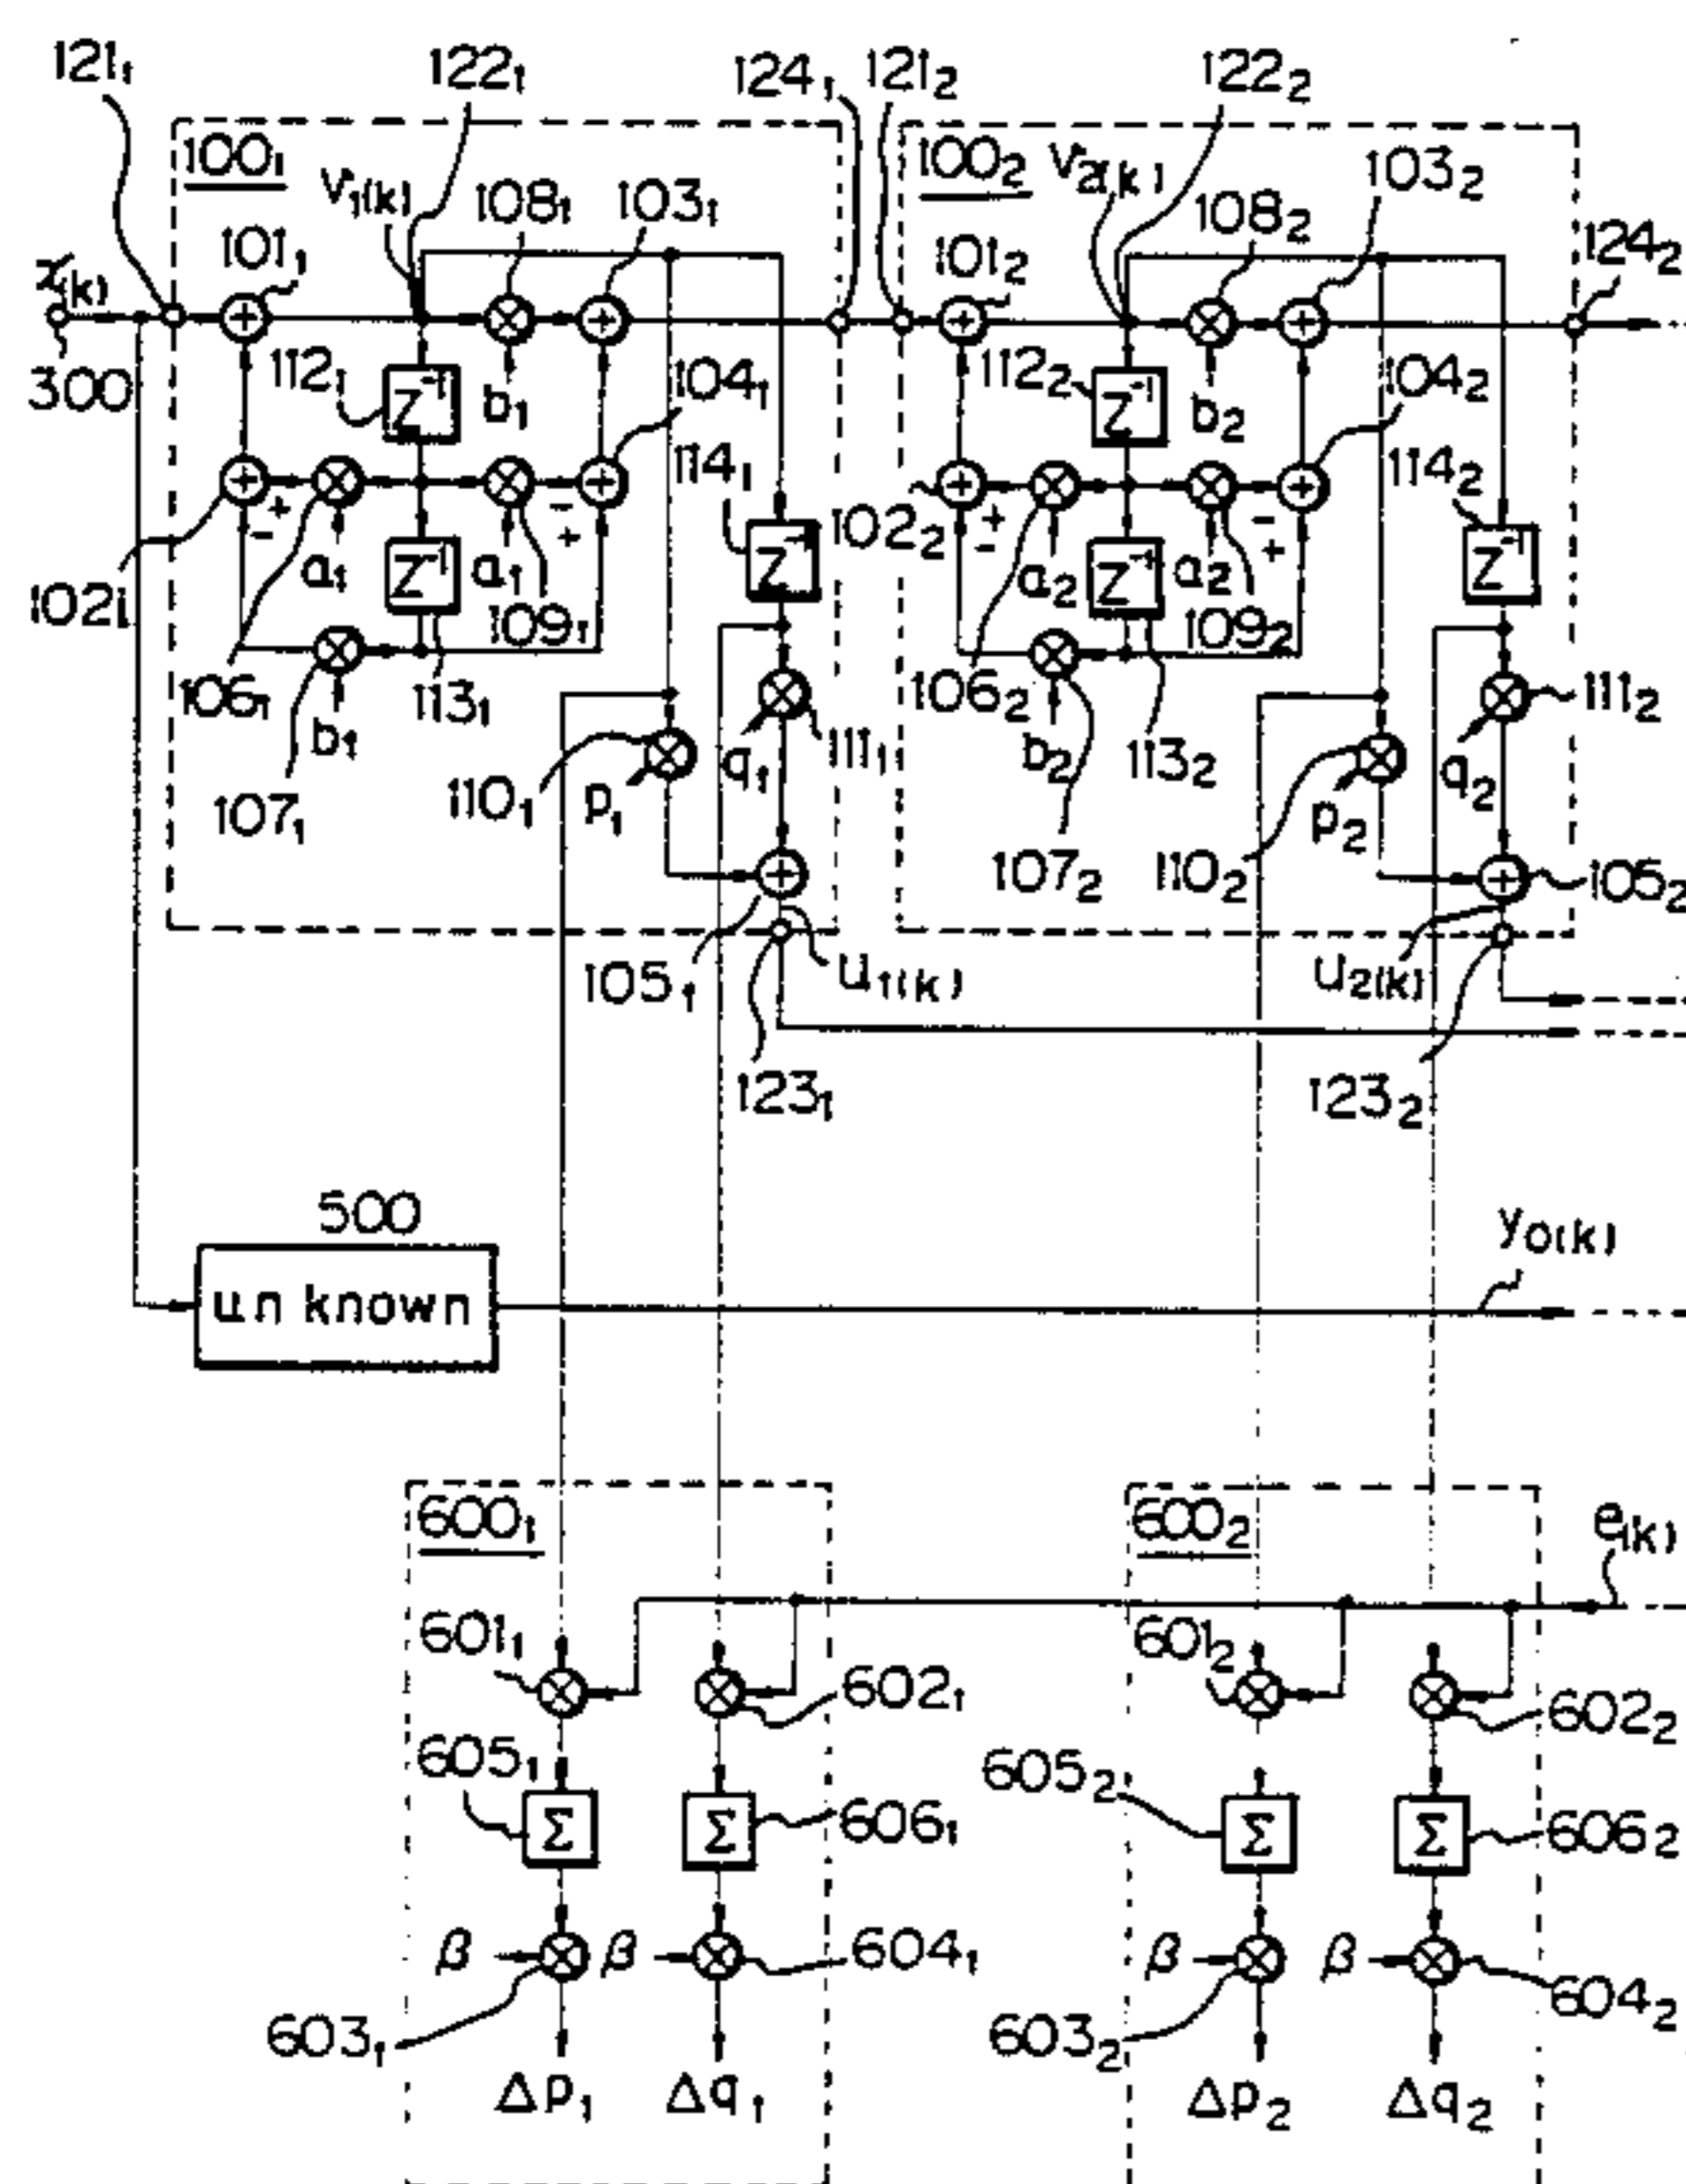 121₁ 122₁ 124₁ 121₂ 122₂
100₁ v₁(k) 108₁ 103₁ 100₂ v₂(k) 108₂ 103₂
x(k) 101₁ 101₂ 124₂
+ + + +
300 112₁ Z⁻¹ b₁ 104₁ 112₂ Z⁻¹ b₂ 104₂
114₁ 114₂
+ + - + + + - +
- Z⁻¹ + Z⁻¹ - Z⁻¹ + Z⁻¹
102₁ a₁ a₁ 102₂ a₂ a₂
109₁ 109₂
106₁ 113₁ 106₂ 113₂ 111₂
b₁ q₁ 111₁ b₂ q₂
107₁ 110₁ p₁ 107₂ 110₂ p₂
+ + 105₂
105₁ u₁(k) u₂(k)
123₁ 123₂
500 y₀(k)
un known
600₁ 600₂ e(k)
601₁ 602₁ 601₂ 602₂
605₁ Σ Σ 606₁ 605₂ Σ Σ 606₂
β β 604₁ β β 604₂
603₁ 603₂
Δp₁ Δq₁ Δp₂ Δq₂